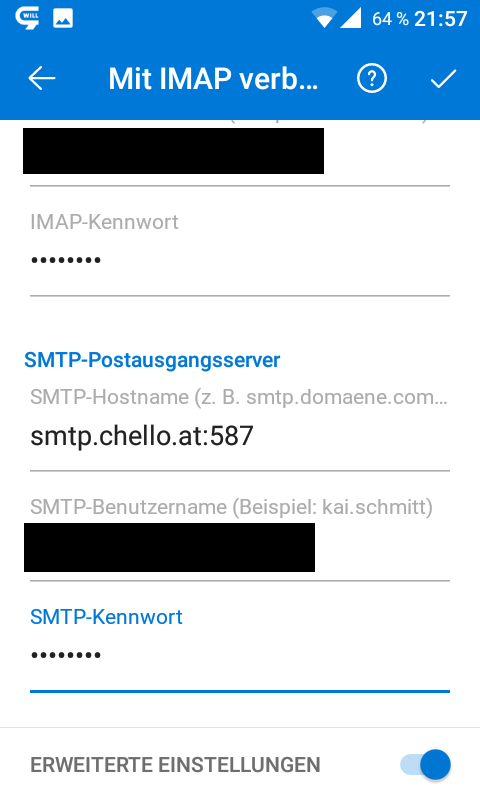 WILL
64 % 21:57
Mit IMAP verb...
IMAP-Kennwort
••••••••
SMTP-Postausgangsserver
SMTP-Hostname (z. B. smtp.domaene.com...
smtp.chello.at:587
SMTP-Benutzername (Beispiel: kai.schmitt)
SMTP-Kennwort
••••••••
ERWEITERTE EINSTELLUNGEN